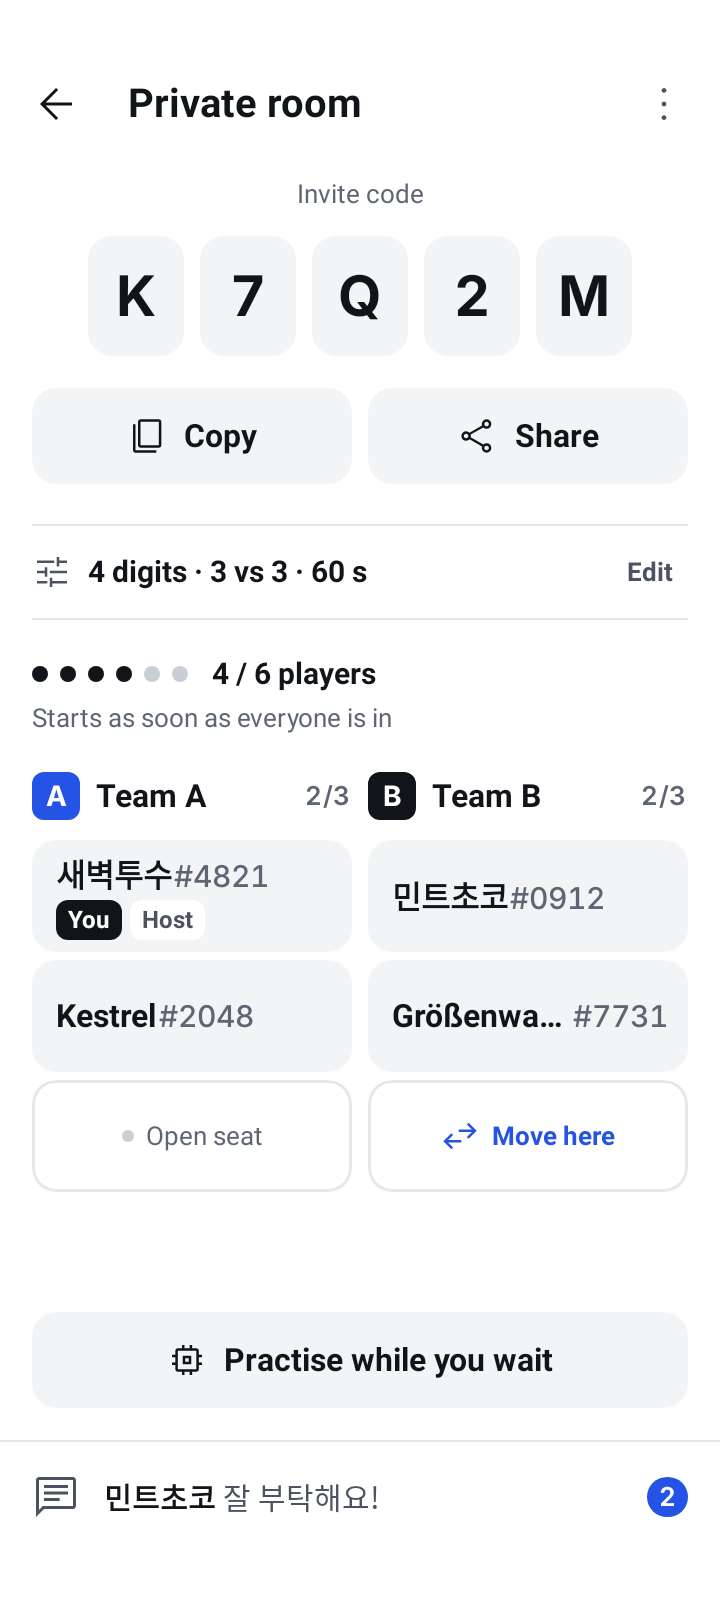 Private room
Invite code
K 7 Q 2 M
Copy
Share
4 digits · 3 vs 3 · 60 s
Edit
4 / 6 players
Starts as soon as everyone is in
A Team A 2/3
B Team B 2/3
새벽투수#4821
You Host
민트초코#0912
Kestrel#2048
Größenwa... #7731
Open seat
Move here
Practise while you wait
민트초코 잘 부탁해요!
2